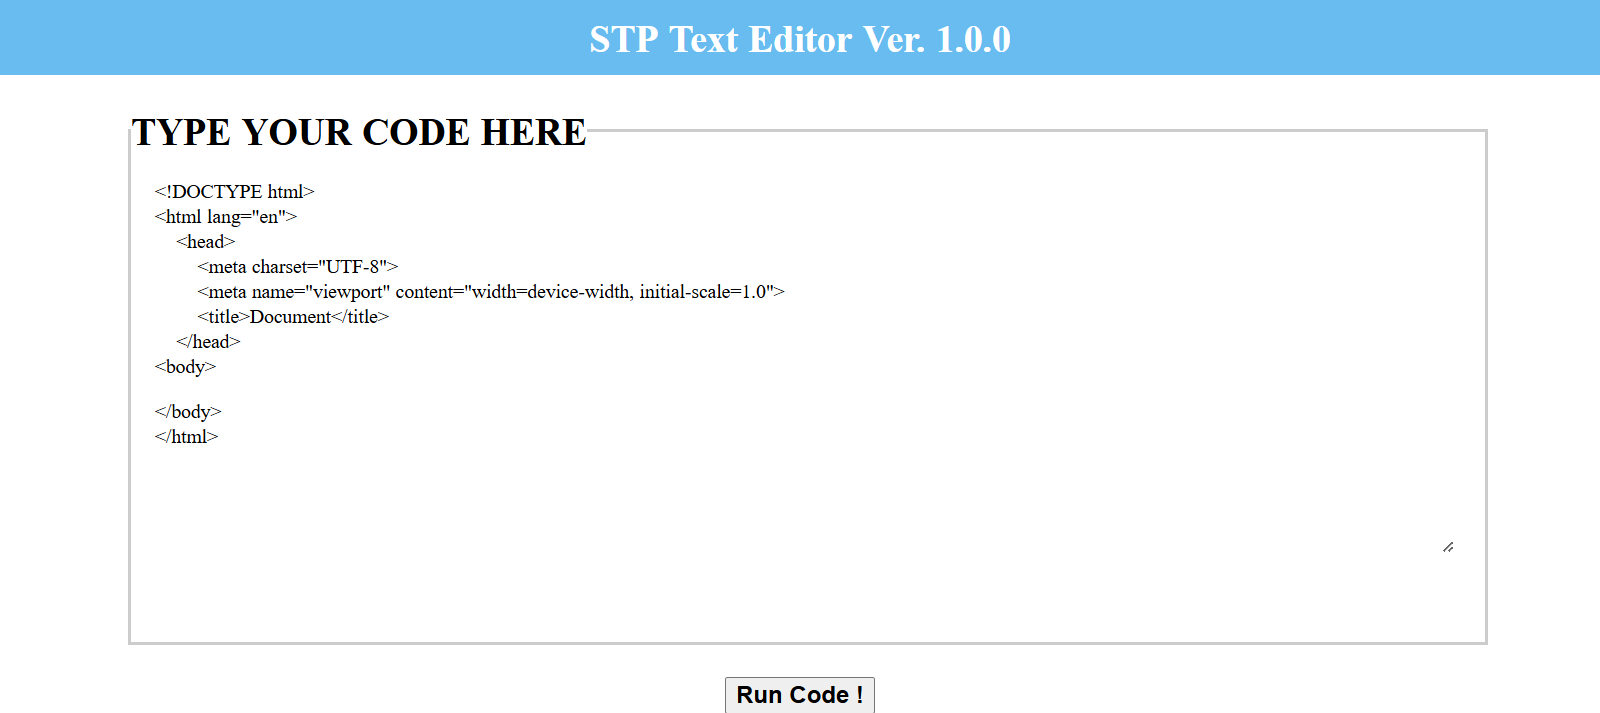 STP Text Editor Ver. 1.0.0
TYPE YOUR CODE HERE
<!DOCTYPE html>
<html lang="en">
<head>
<meta charset="UTF-8">
<meta name="viewport" content="width=device-width, initial-scale=1.0">
<title>Document</title>
</head>
<body>
</body>
</html>
Run Code !